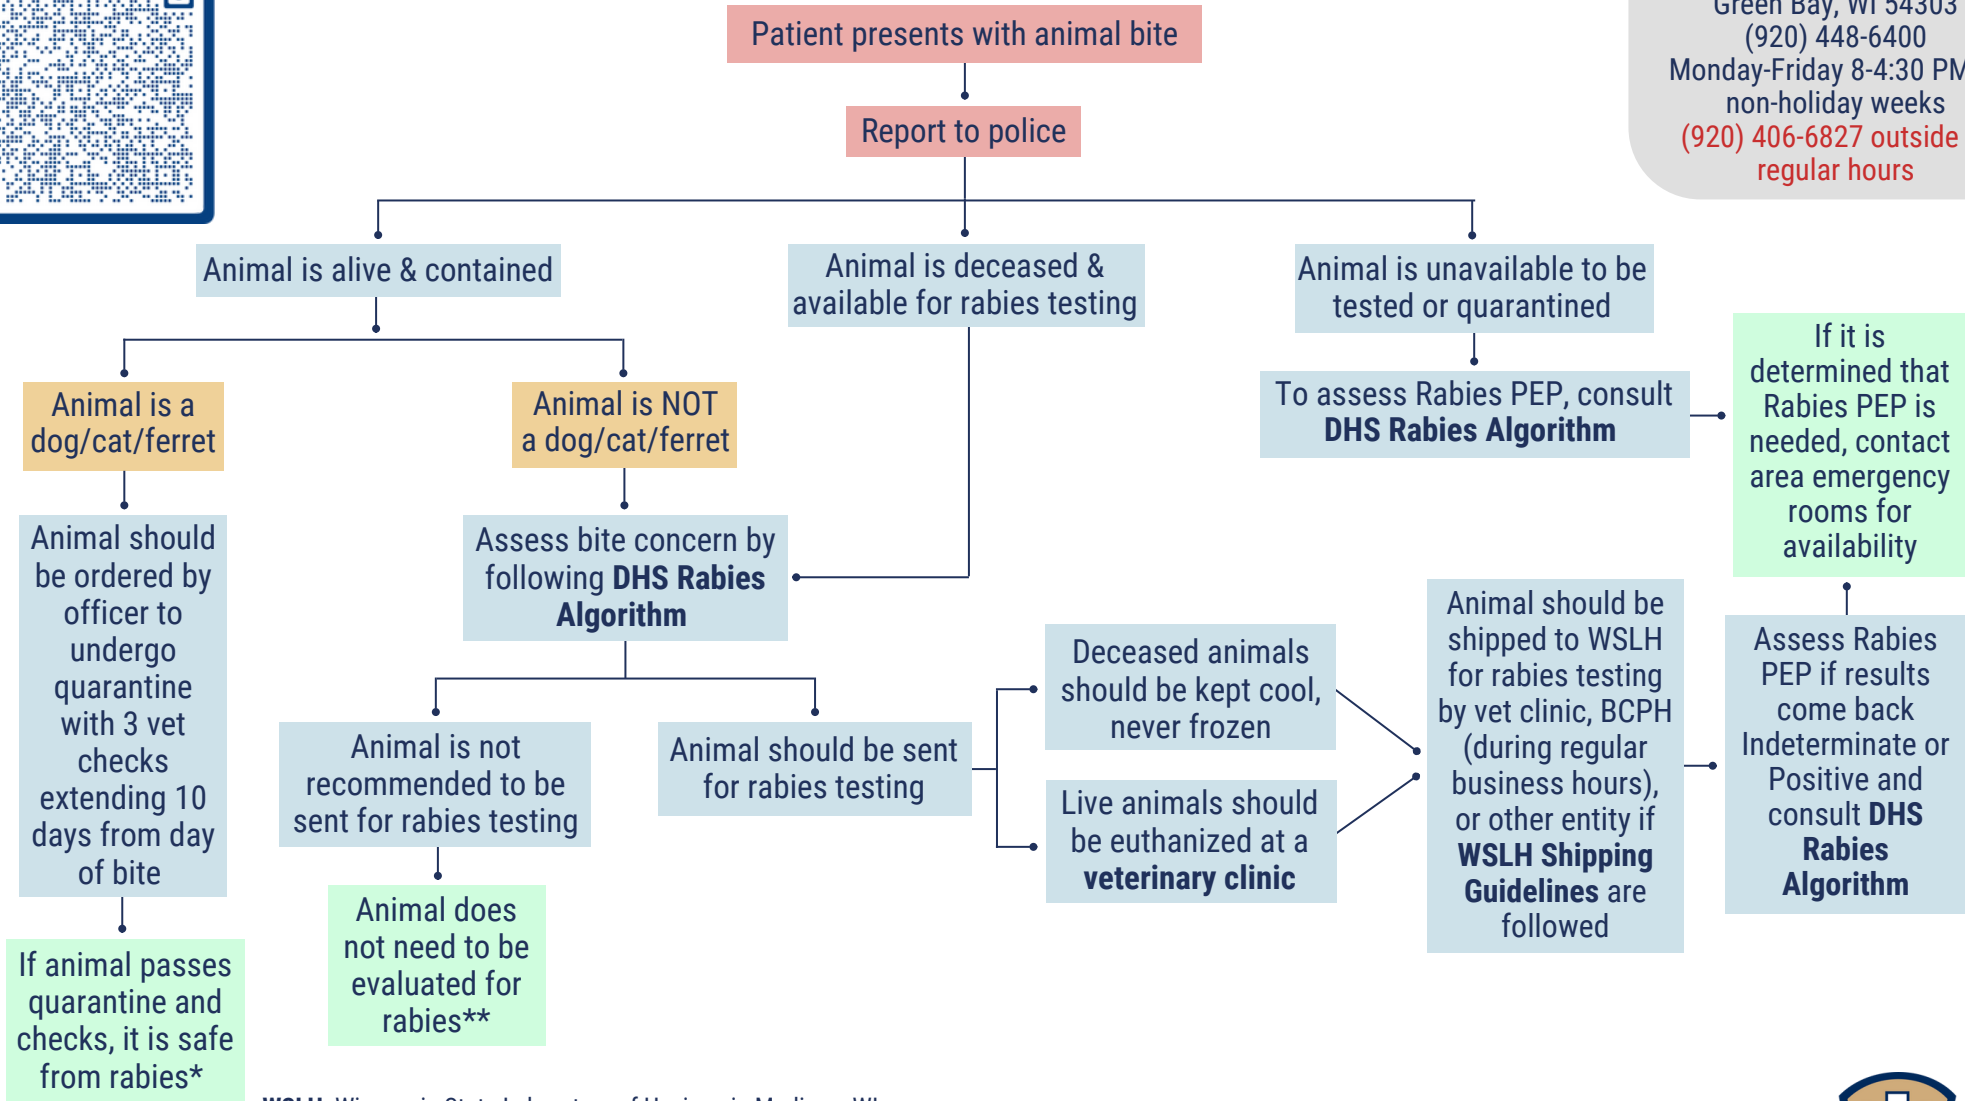 Patient presents with animal bite
Report to police
Green Bay, WI 54303
(920) 448-6400
Monday-Friday 8-4:30 PM
non-holiday weeks
(920) 406-6827 outside
regular hours
Animal is alive & contained
Animal is deceased &
available for rabies testing
Animal is unavailable to be
tested or quarantined
Animal is a
dog/cat/ferret
Animal is NOT
a dog/cat/ferret
To assess Rabies PEP, consult
DHS Rabies Algorithm
If it is
determined that
Rabies PEP is
needed, contact
area emergency
rooms for
availability
Animal should
be ordered by
officer to
undergo
quarantine
with 3 vet
checks
extending 10
days from day
of bite
Assess bite concern by
following DHS Rabies
Algorithm
Animal is not
recommended to be
sent for rabies testing
Animal should be sent
for rabies testing
Deceased animals
should be kept cool,
never frozen
Live animals should
be euthanized at a
veterinary clinic
Animal should be
shipped to WSLH
for rabies testing
by vet clinic, BCPH
(during regular
business hours),
or other entity if
WSLH Shipping
Guidelines are
followed
Assess Rabies
PEP if results
come back
Indeterminate or
Positive and
consult DHS
Rabies
Algorithm
If animal passes
quarantine and
checks, it is safe
from rabies*
Animal does
not need to be
evaluated for
rabies**
WSLH: Wisconsin State Laboratory of Hygiene in Madison, WI